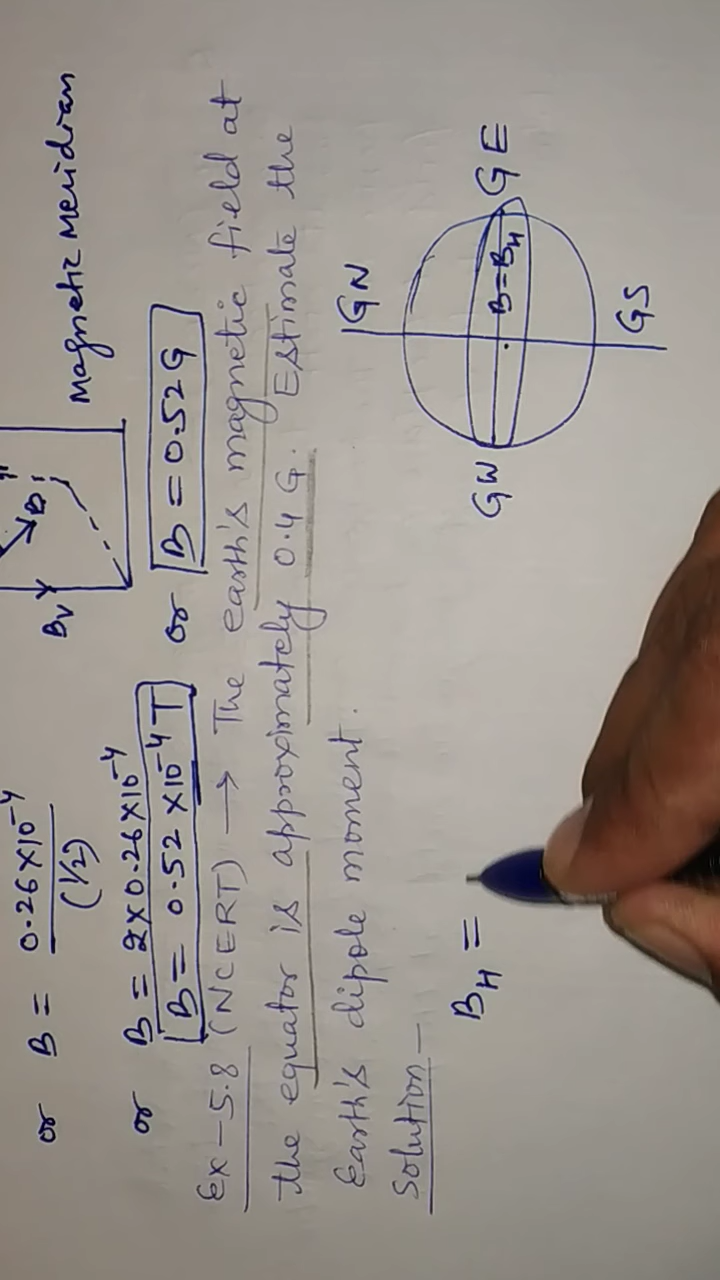 or B = 0.26×10⁻⁴ / (1/2)
Bv
B
Magnetic Meridian
or B = 2×0.26×10⁻⁴
B = 0.52×10⁻⁴ T or B = 0.52 G
Ex – 5.8 (NCERT) → The earth's magnetic field at
the equator is approximately 0.4 G. Estimate the
Earth's dipole moment.
Solution –
B_H =
GN
GW
GE
B = B_H
GS